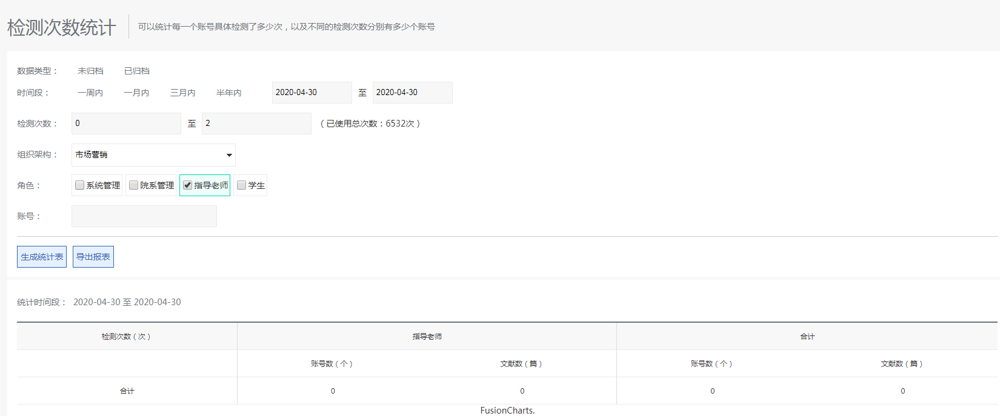 检测次数统计 可以统计每一个账号具体检测了多少次，以及不同的检测次数分别有多少个账号
数据类型： 未归档 已归档
时间段： 一周内 一月内 三月内 半年内 2020-04-30 至 2020-04-30
检测次数： 0 至 2 （已使用总次数：6532次）
组织架构： 市场营销
角色： 系统管理 院系管理 指导老师 学生
账号：
生成统计表 导出报表
统计时间段： 2020-04-30 至 2020-04-30
检测次数（次） 指导老师 合计
账号数（个） 文献数（篇） 账号数（个） 文献数（篇）
合计 0 0 0 0
FusionCharts.